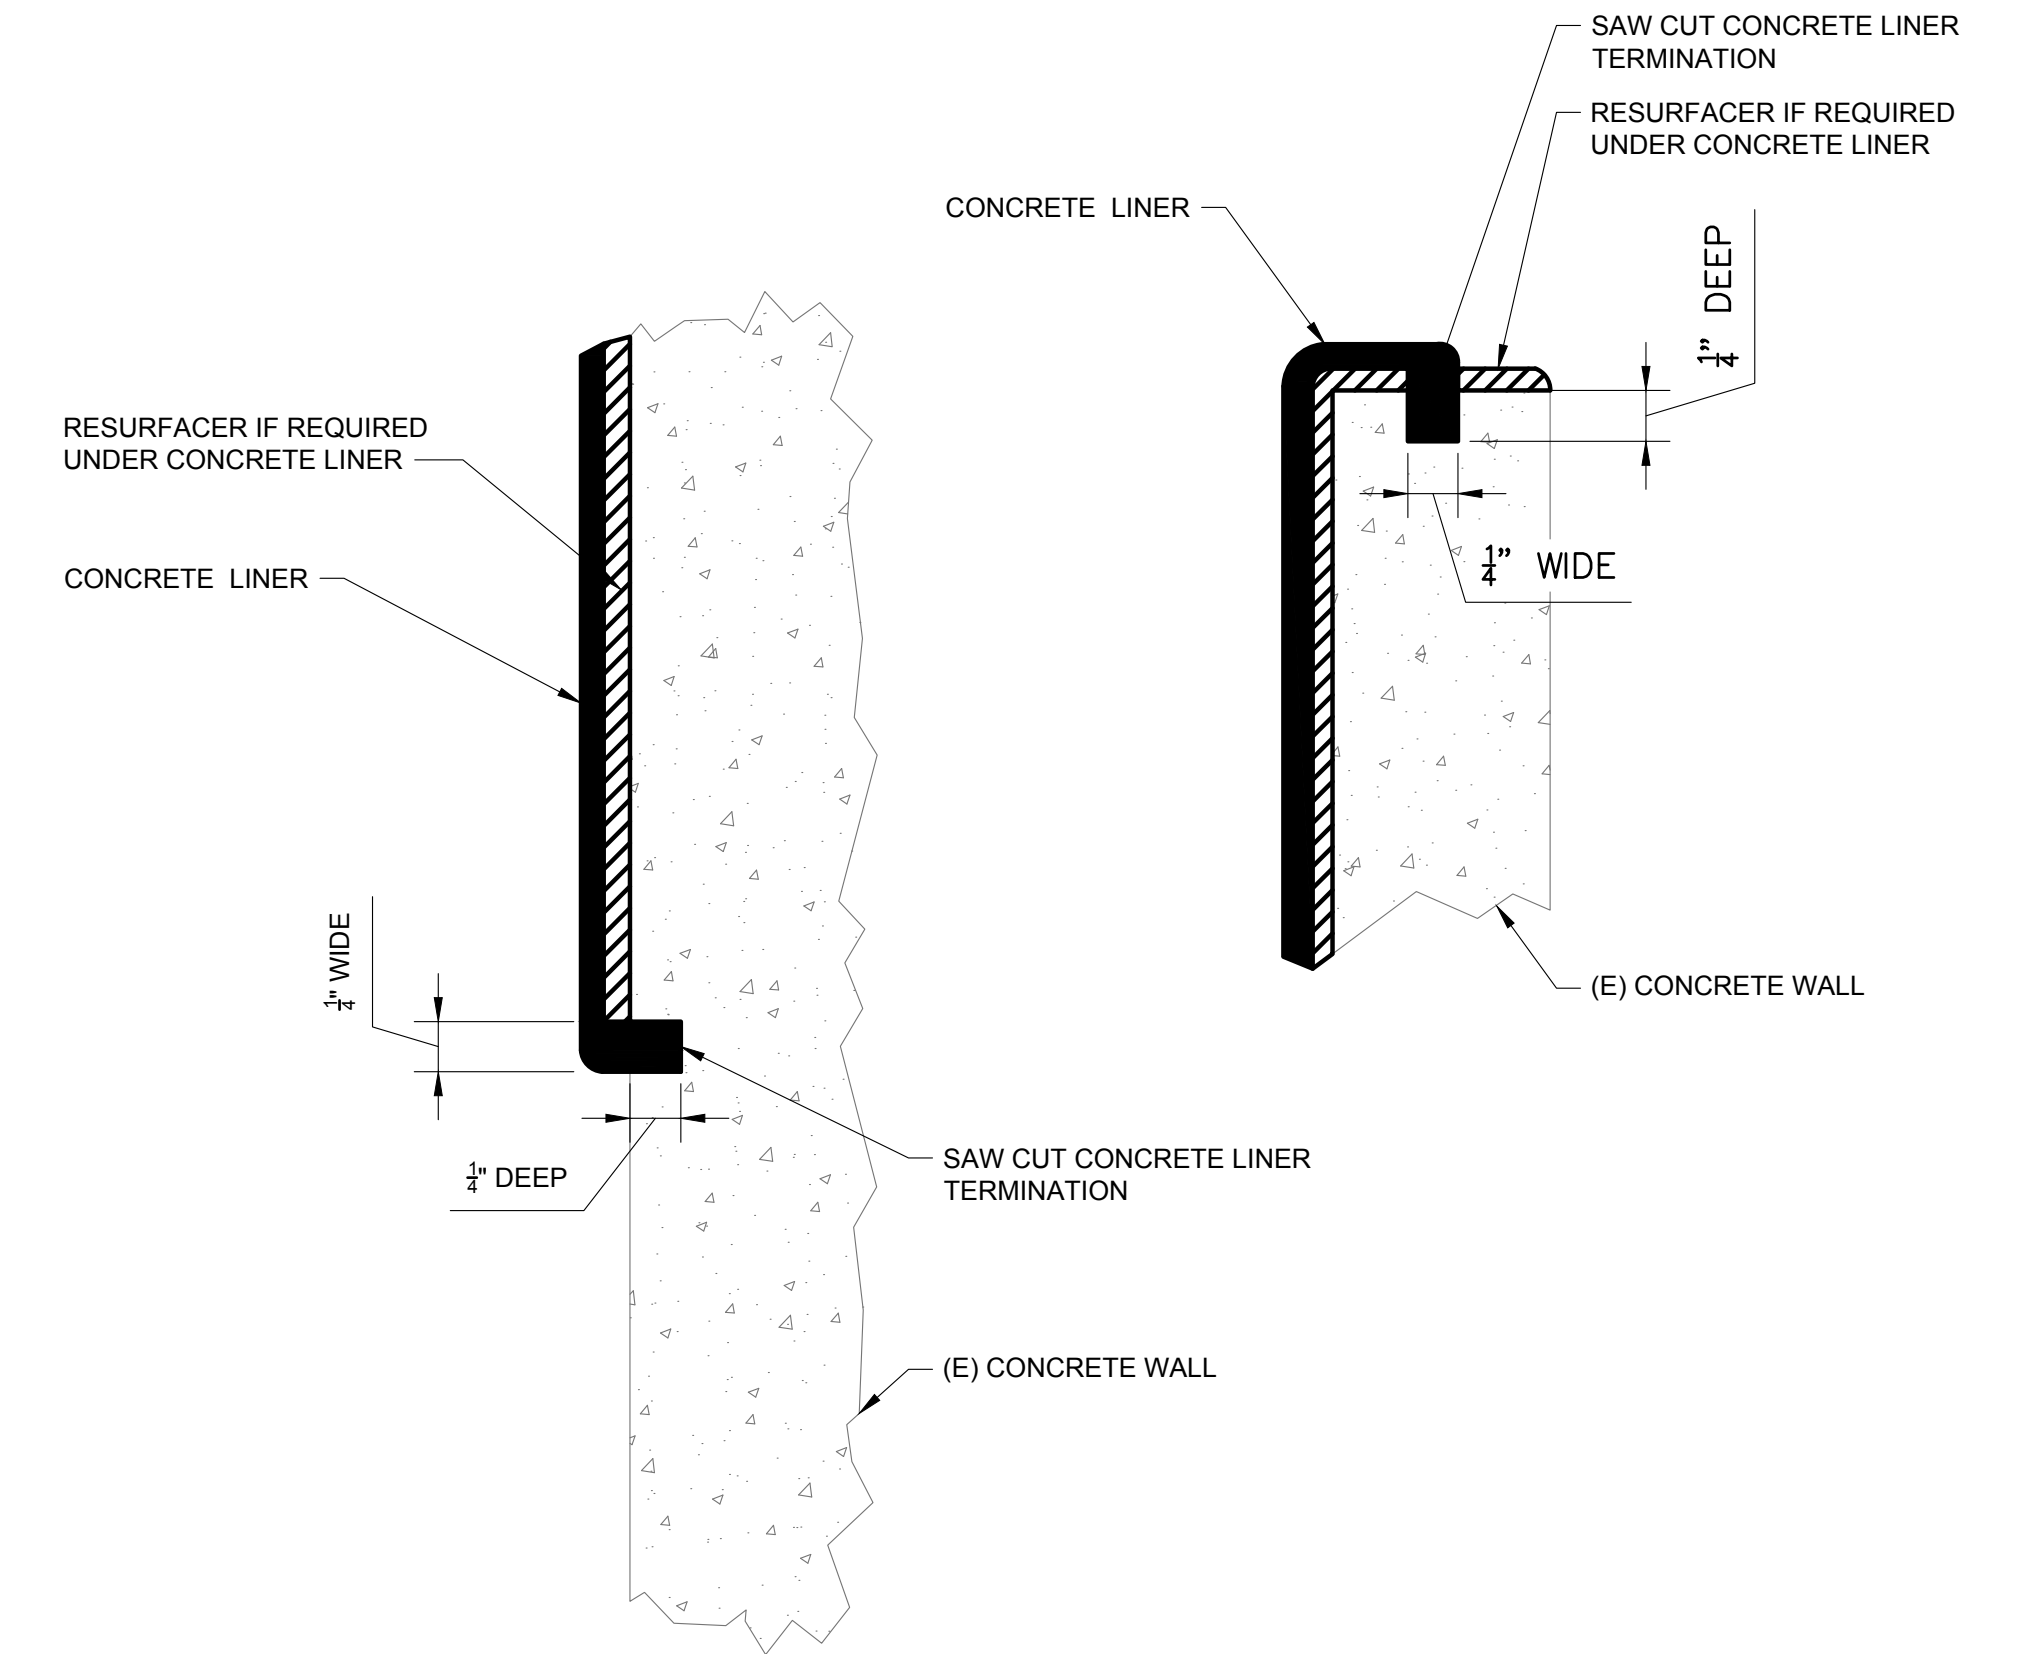 SAW CUT CONCRETE LINER
TERMINATION
RESURFACER IF REQUIRED
UNDER CONCRETE LINER
CONCRETE LINER
1/4" DEEP
1/4" WIDE
(E) CONCRETE WALL
RESURFACER IF REQUIRED
UNDER CONCRETE LINER
CONCRETE LINER
1/4" WIDE
1/4" DEEP
SAW CUT CONCRETE LINER
TERMINATION
(E) CONCRETE WALL